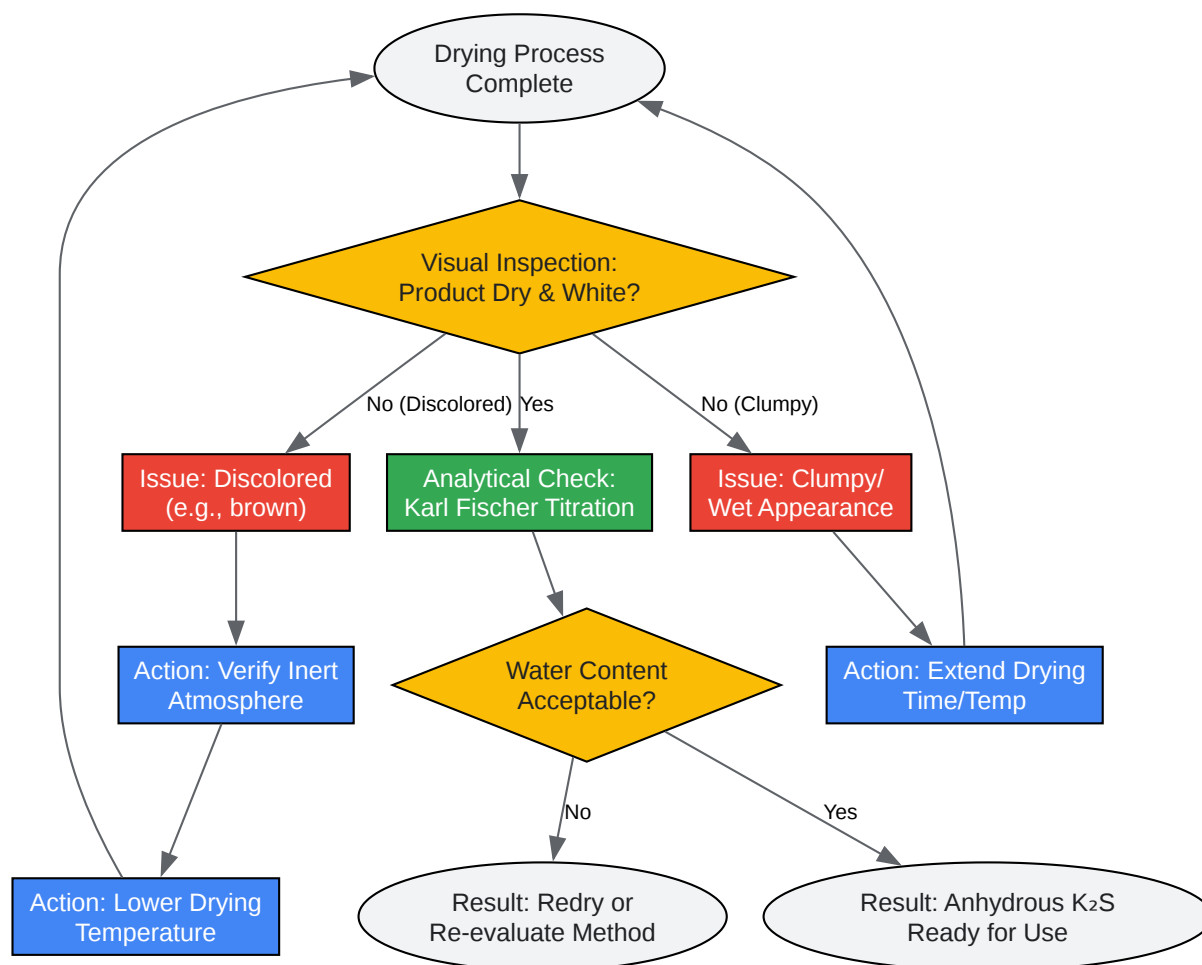 Drying Process
Complete
Visual Inspection:
Product Dry & White?
No (Discolored)
Yes
No (Clumpy)
Issue: Discolored
(e.g., brown)
Analytical Check:
Karl Fischer Titration
Issue: Clumpy/
Wet Appearance
Action: Verify Inert
Atmosphere
Water Content
Acceptable?
Action: Extend Drying
Time/Temp
No
Yes
Action: Lower Drying
Temperature
Result: Redry or
Re-evaluate Method
Result: Anhydrous K₂S
Ready for Use